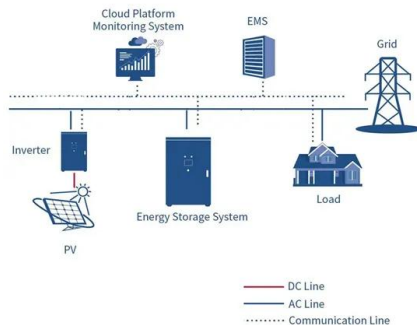 Cloud Platform
Monitoring System
EMS
Grid
Inverter
Energy Storage System
Load
PV
DC Line
AC Line
Communication Line